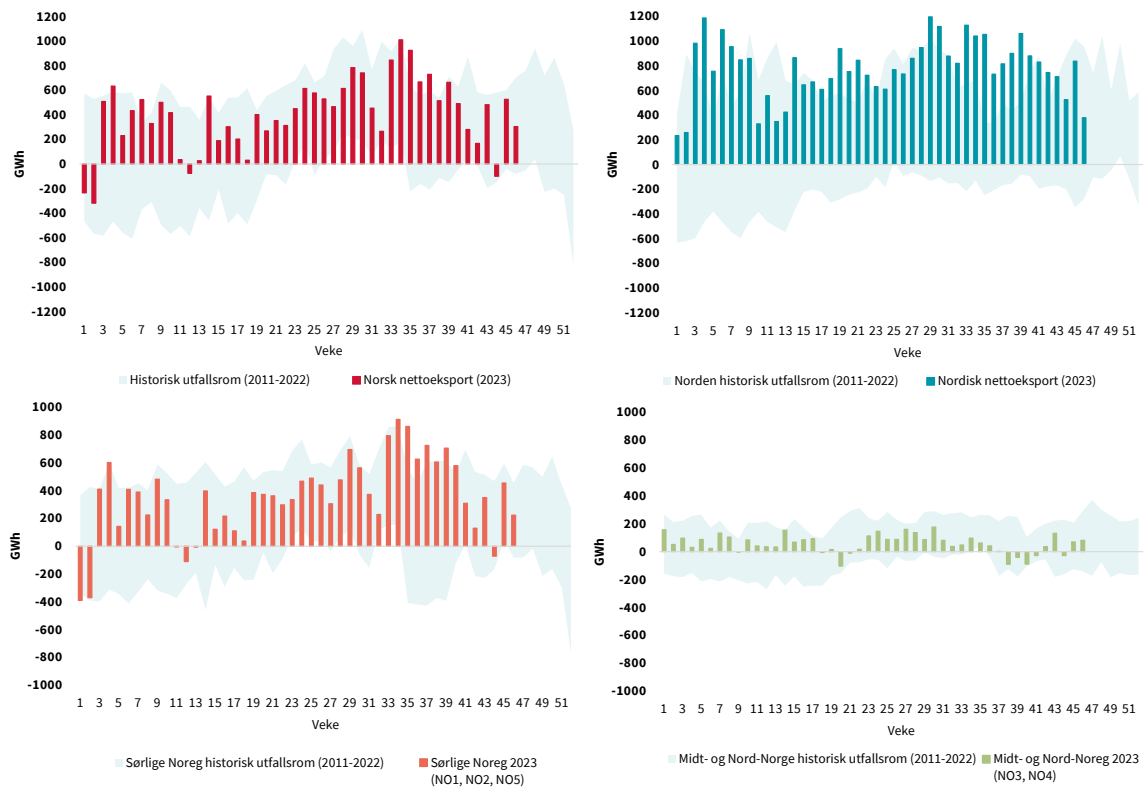 1200
1000
800
600
400
200
0
-200
-400
-600
-800
-1000
-1200
GWh
1 3 5 7 9 11 13 15 17 19 21 23 25 27 29 31 33 35 37 39 41 43 45 47 49 51
Veke
Historisk utfallsrom (2011-2022) Norsk nettoeksport (2023)
1200
1000
800
600
400
200
0
-200
-400
-600
-800
-1000
-1200
GWh
1 3 5 7 9 11 13 15 17 19 21 23 25 27 29 31 33 35 37 39 41 43 45 47 49 51
Veke
Norden historisk utfallsrom (2011-2022) Nordisk nettoeksport (2023)
1000
800
600
400
200
0
-200
-400
-600
-800
-1000
GWh
1 3 5 7 9 11 13 15 17 19 21 23 25 27 29 31 33 35 37 39 41 43 45 47 49 51
Veke
Sørlige Noreg historisk utfallsrom (2011-2022) Sørlige Noreg 2023
(NO1, NO2, NO5)
1000
800
600
400
200
0
-200
-400
-600
-800
-1000
GWh
1 3 5 7 9 11 13 15 17 19 21 23 25 27 29 31 33 35 37 39 41 43 45 47 49 51
Veke
Midt- og Nord-Norge historisk utfallsrom (2011-2022) Midt- og Nord-Noreg 2023
(NO3, NO4)